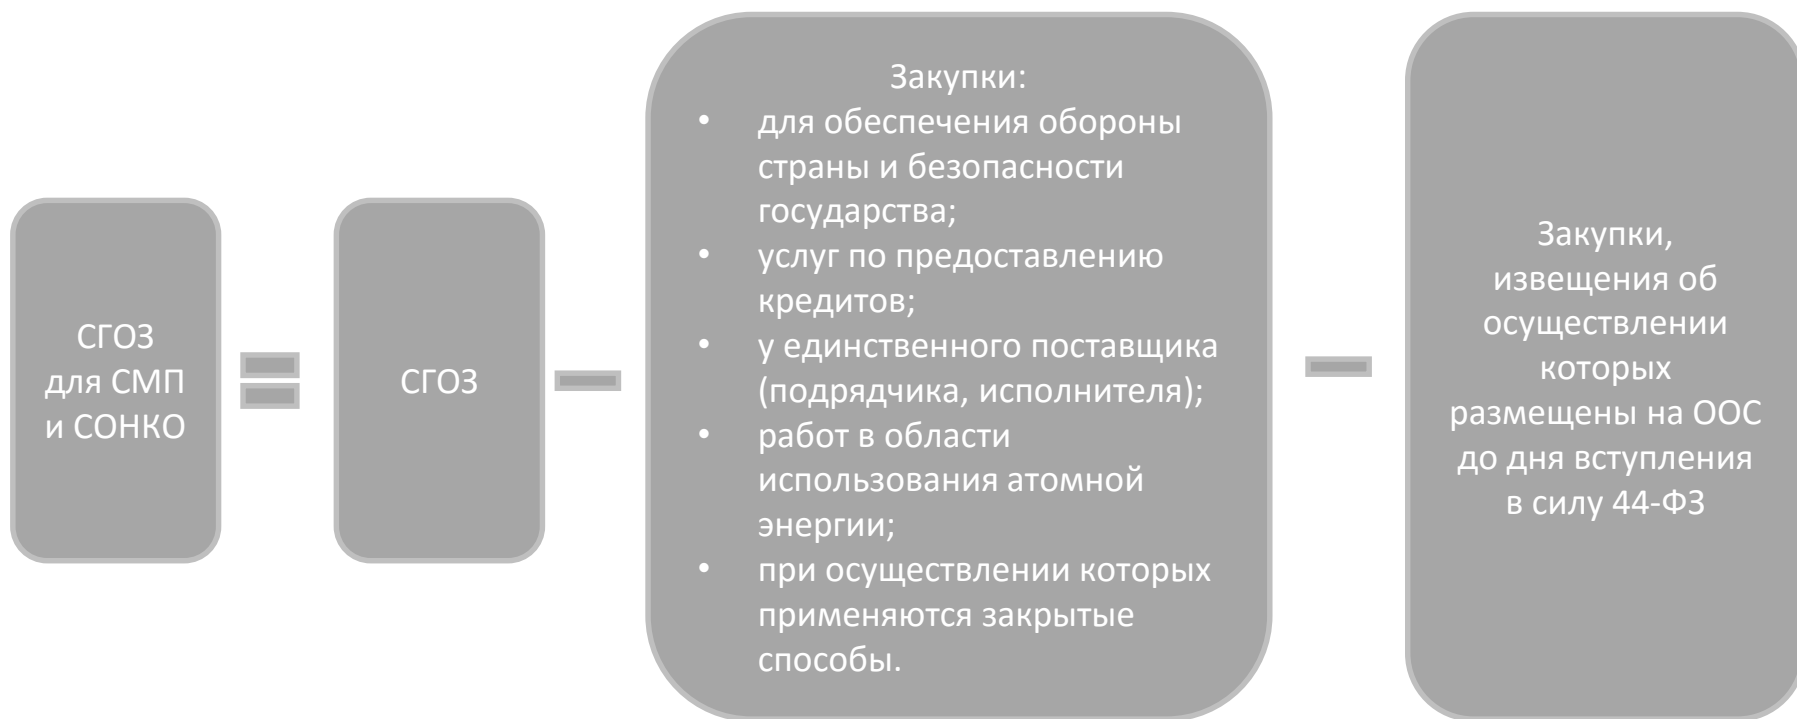 СГОЗ
для СМП
и СОНКО
СГОЗ
Закупки:
• для обеспечения обороны
страны и безопасности
государства;
• услуг по предоставлению
кредитов;
• у единственного поставщика
(подрядчика, исполнителя);
• работ в области
использования атомной
энергии;
• при осуществлении которых
применяются закрытые
способы.
Закупки,
извещения об
осуществлении
которых
размещены на ООС
до дня вступления
в силу 44-ФЗ